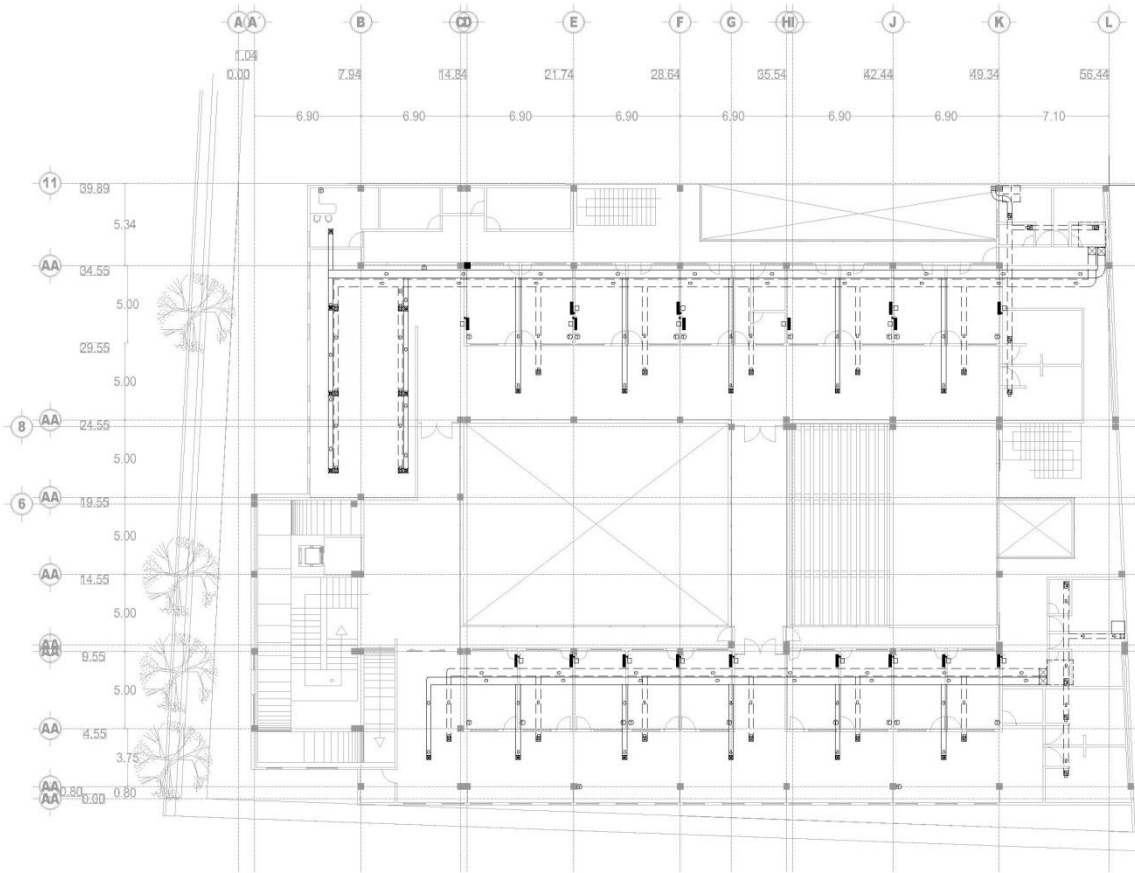 A A' B C D E F G H I J K L
1.04
0.00 7.94 14.84 21.74 28.64 35.54 42.44 49.34 56.44
6.90 6.90 6.90 6.90 6.90 6.90 6.90 7.10
11 39.89
5.34
AA 34.55
5.00
29.55
5.00
AA 24.55
8
5.00
AA 19.55
6
5.00
AA 14.55
5.00
AA
AA 9.55
5.00
AA 4.55
3.75
AA 0.80 0.80
AA 0.00